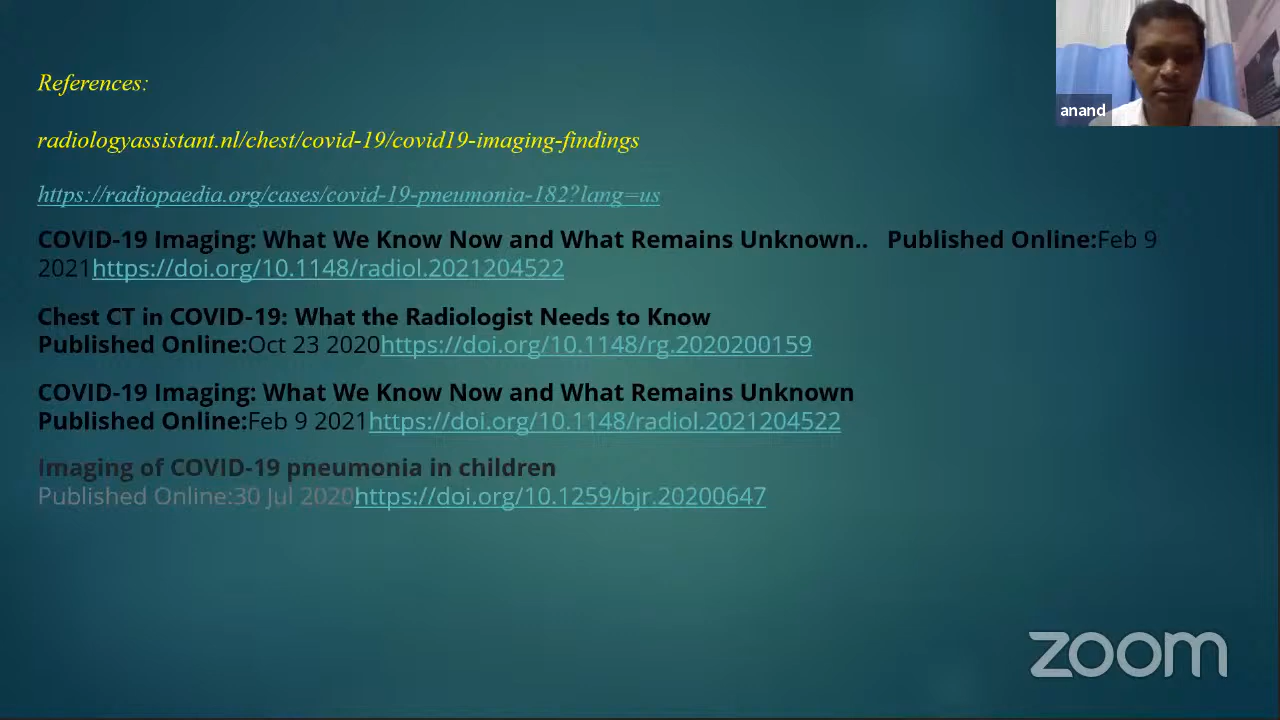 References:
radiologyassistant.nl/chest/covid-19/covid19-imaging-findings
https://radiopaedia.org/cases/covid-19-pneumonia-182?lang=us
COVID-19 Imaging: What We Know Now and What Remains Unknown.. Published Online:Feb 9
2021https://doi.org/10.1148/radiol.2021204522
Chest CT in COVID-19: What the Radiologist Needs to Know
Published Online:Oct 23 2020https://doi.org/10.1148/rg.2020200159
COVID-19 Imaging: What We Know Now and What Remains Unknown
Published Online:Feb 9 2021https://doi.org/10.1148/radiol.2021204522
Imaging of COVID-19 pneumonia in children
Published Online:30 Jul 2020https://doi.org/10.1259/bjr.20200647
anand
zoom